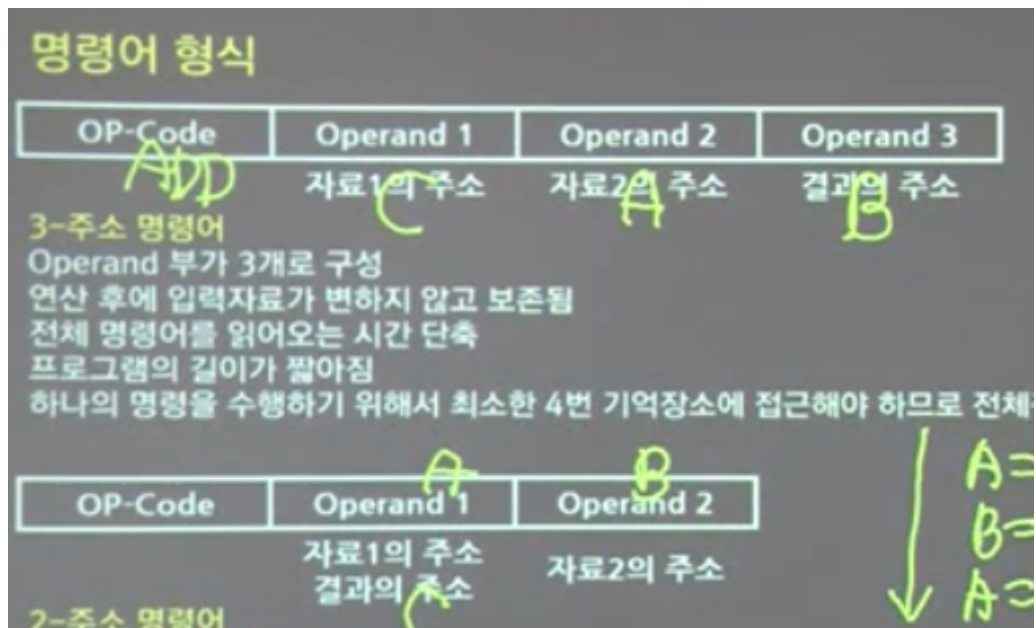 명령어 형식
OP-Code Operand 1 Operand 2 Operand 3
ADD C A B
자료1의 주소 자료2의 주소 결과의 주소
3-주소 명령어
Operand 부가 3개로 구성
연산 후에 입력자료가 변하지 않고 보존됨
전체 명령어를 읽어오는 시간 단축
프로그램의 길이가 짧아짐
하나의 명령을 수행하기 위해서 최소한 4번 기억장소에 접근해야 하므로 전체
A B
OP-Code Operand 1 Operand 2
자료1의 주소 자료2의 주소
결과의 주소
C
A=
B=
A=
2-주소 명령어